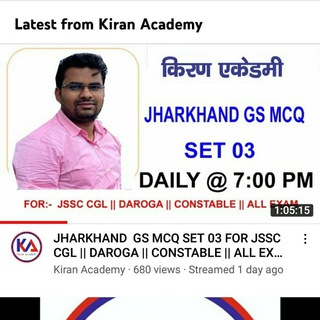 Latest from Kiran Academy
किरण एकेडमी
JHARKHAND GS MCQ
SET 03
DAILY @ 7:00 PM
FOR:- JSSC CGL || DAROGA || CONSTABLE || ALL EXAM
1:05:15
KA
JHARKHAND GS MCQ SET 03 FOR JSSC
CGL || DAROGA || CONSTABLE || ALL EX...
Kiran Academy · 680 views · Streamed 1 day ago